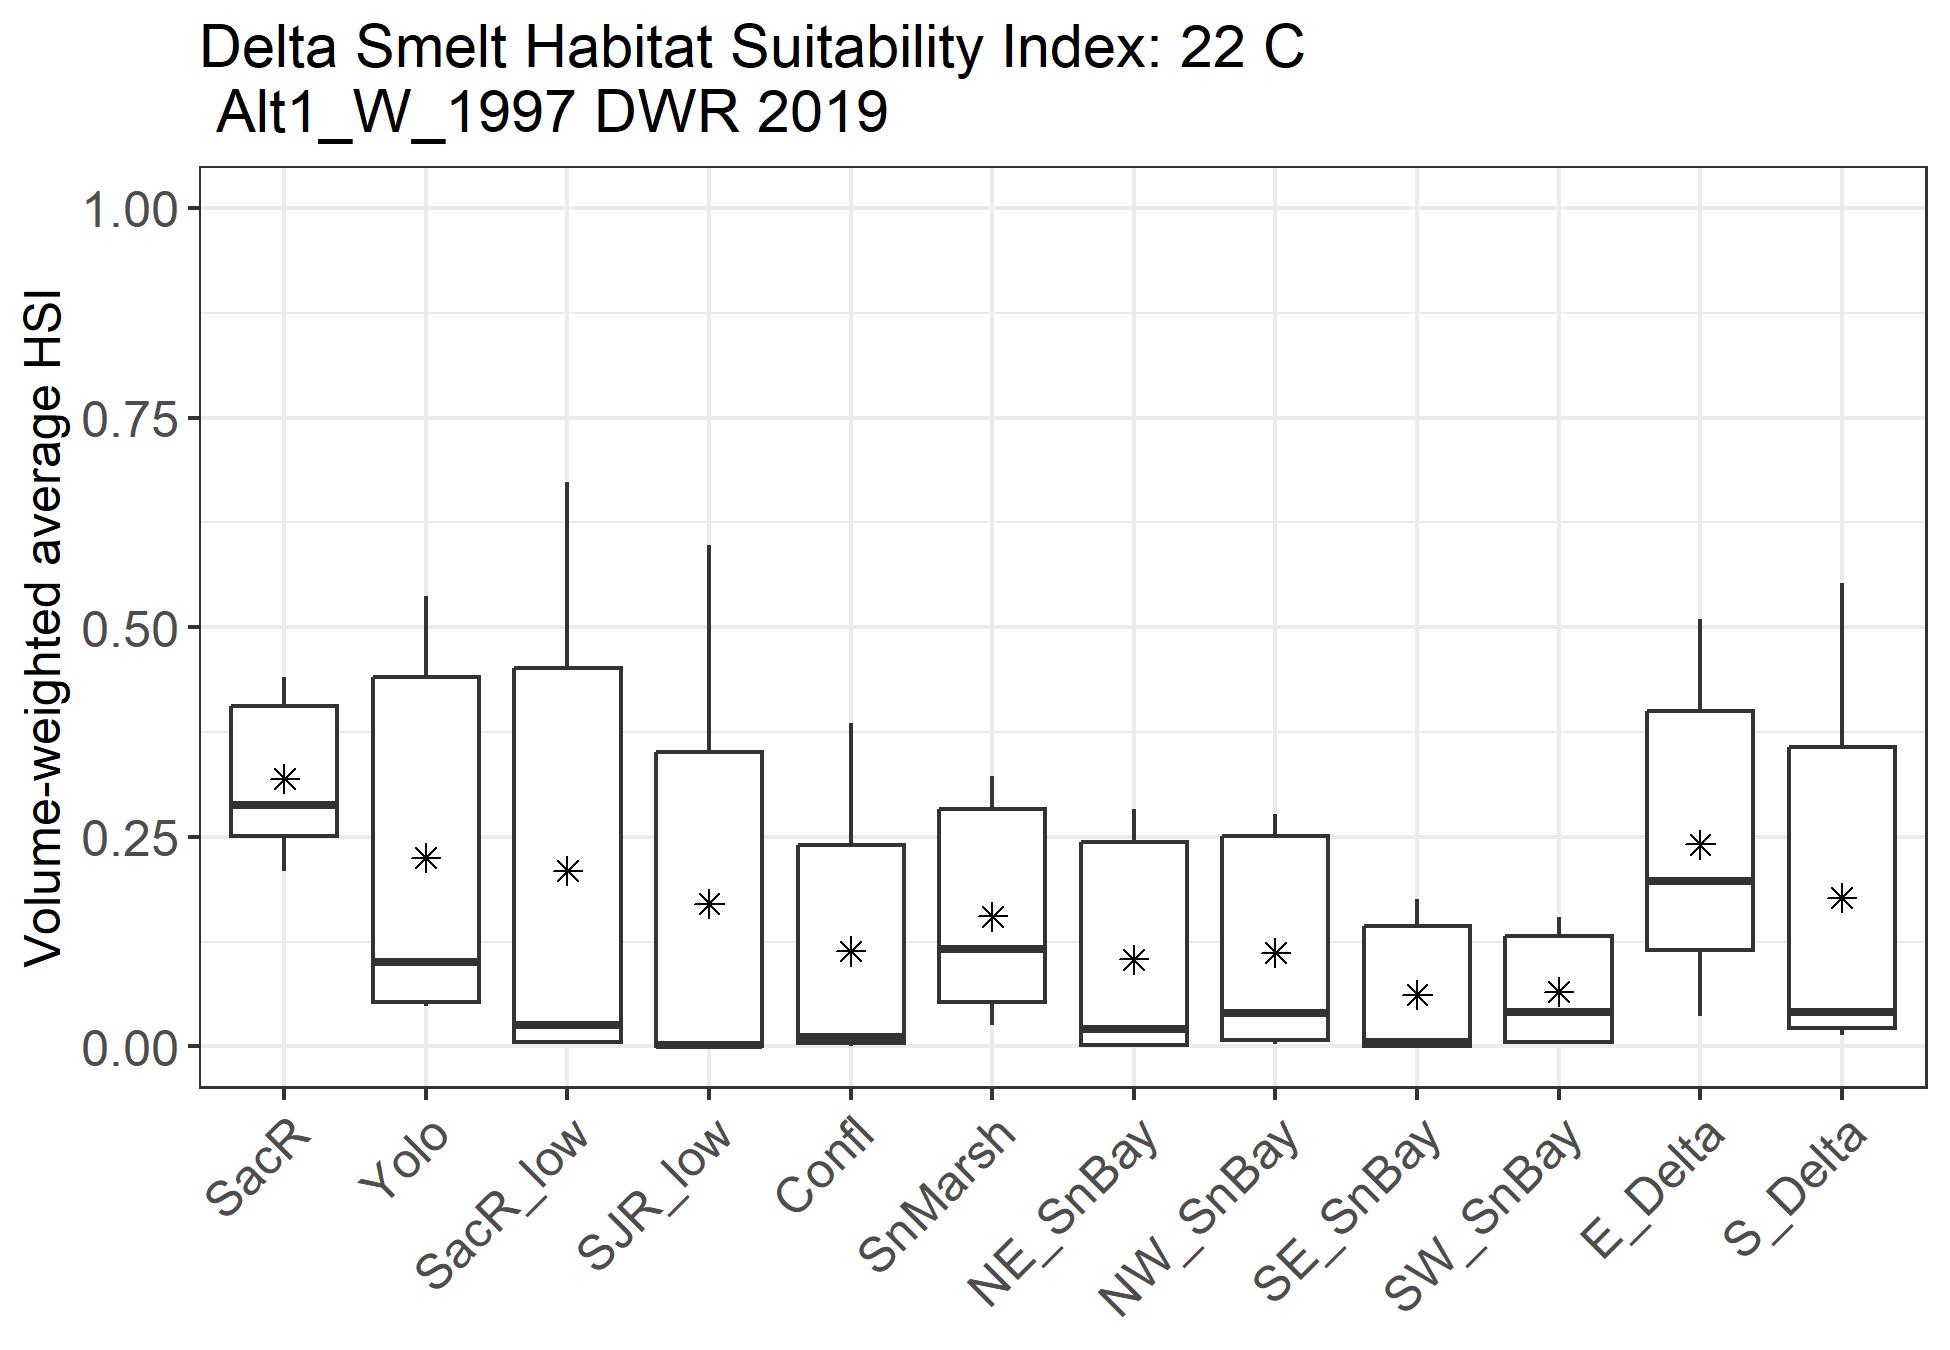 Delta Smelt Habitat Suitability Index: 22 C
Alt1_W_1997 DWR 2019
Volume-weighted average HSI
1.00
0.75
0.50
0.25
0.00
SacR
Yolo
SacR_low
SJR_low
Confl
SnMarsh
NE_SnBay
NW_SnBay
SE_SnBay
SW_SnBay
E_Delta
S_Delta